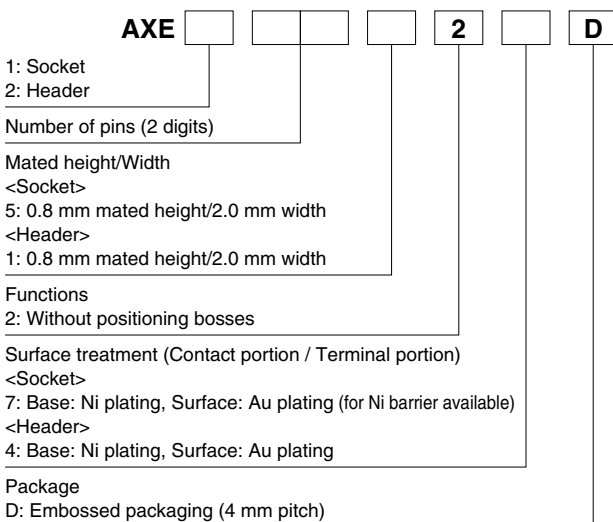 AXE 2 D
1: Socket
2: Header
Number of pins (2 digits)
Mated height/Width
<Socket>
5: 0.8 mm mated height/2.0 mm width
<Header>
1: 0.8 mm mated height/2.0 mm width
Functions
2: Without positioning bosses
Surface treatment (Contact portion / Terminal portion)
<Socket>
7: Base: Ni plating, Surface: Au plating (for Ni barrier available)
<Header>
4: Base: Ni plating, Surface: Au plating
Package
D: Embossed packaging (4 mm pitch)